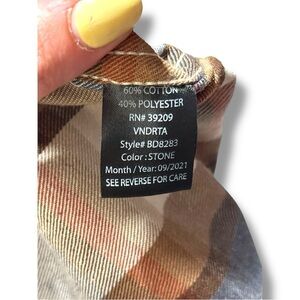 60% COTTON
40% POLYESTER
RN# 39209
VNDRTA
Style# BD8283
Color : STONE
Month / Year: 09/2021
SEE REVERSE FOR CARE